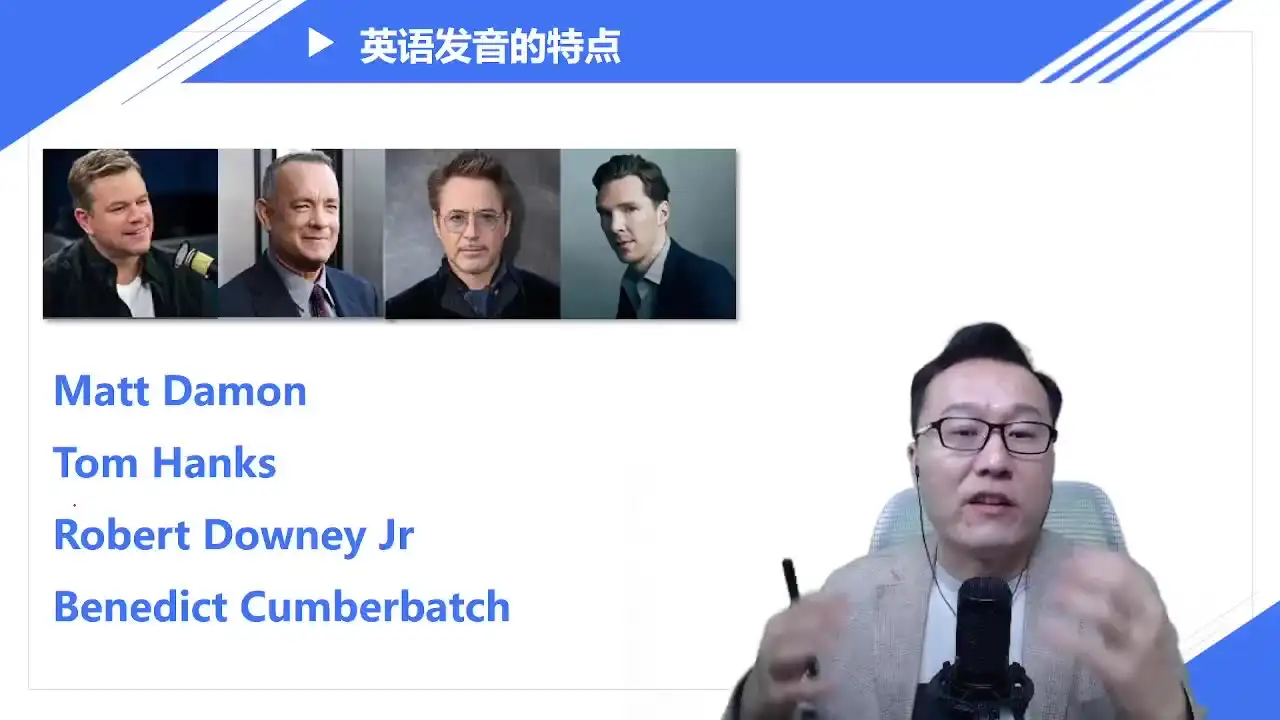 英语发音的特点
Matt Damon
Tom Hanks
Robert Downey Jr
Benedict Cumberbatch